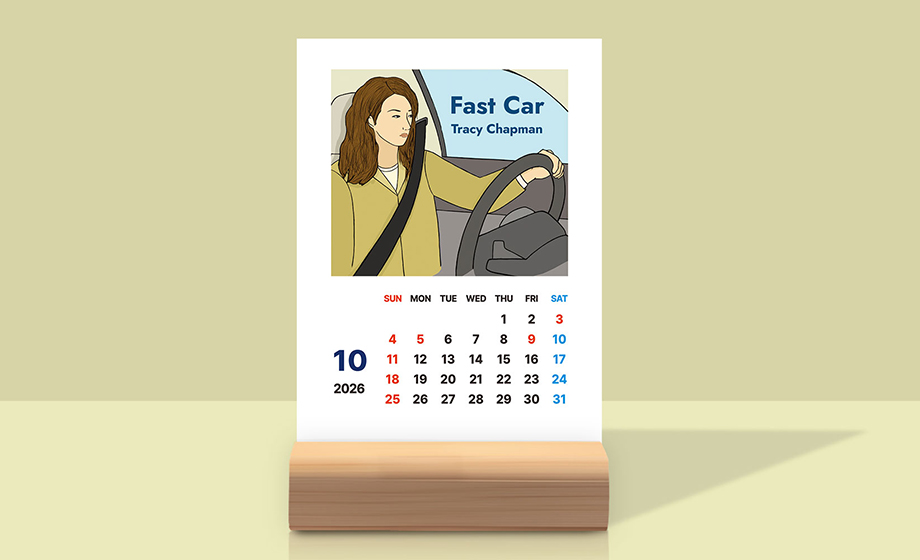 Fast Car
Tracy Chapman
SUN MON TUE WED THU FRI SAT
1 2 3
4 5 6 7 8 9 10
11 12 13 14 15 16 17
18 19 20 21 22 23 24
25 26 27 28 29 30 31
10
2026